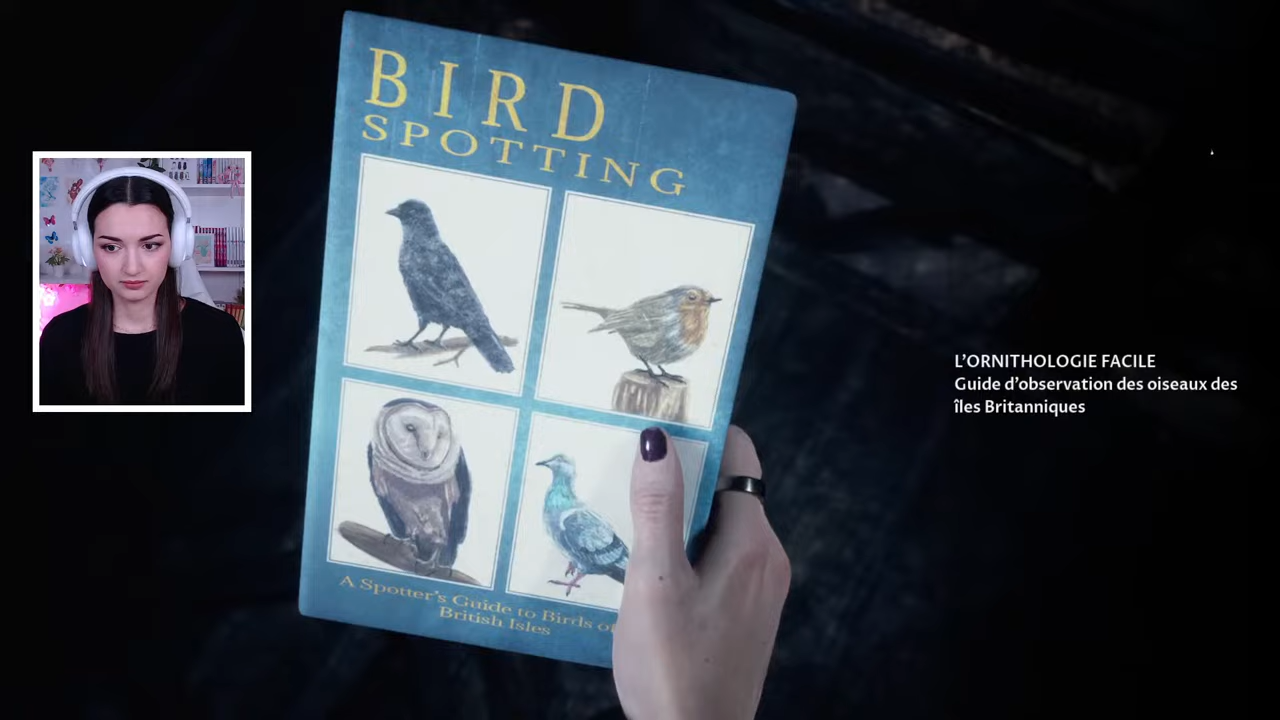 BIRD
SPOTTING
A Spotter's Guide to Birds of
British Isles
L'ORNITHOLOGIE FACILE
Guide d'observation des oiseaux des
îles Britanniques